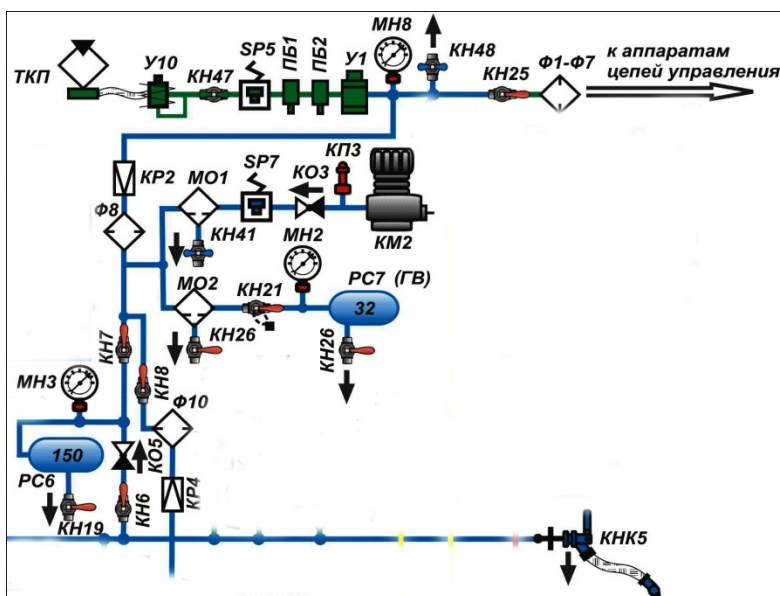 МН8
ТКП
У10
КН47
SP5
ПБ1
ПБ2
У1
КН48
КН25
Ф1-Ф7
к аппаратам
цепей управления
КР2
МО1
SP7
КО3
КП3
КМ2
Ф8
КН41
МН2
РС7 (ГВ)
32
МО2
КН21
КН26
КН26
КН7
КН8
МН3
Ф10
КО5
150
РС6
КН19
КН6
КР4
КНК5